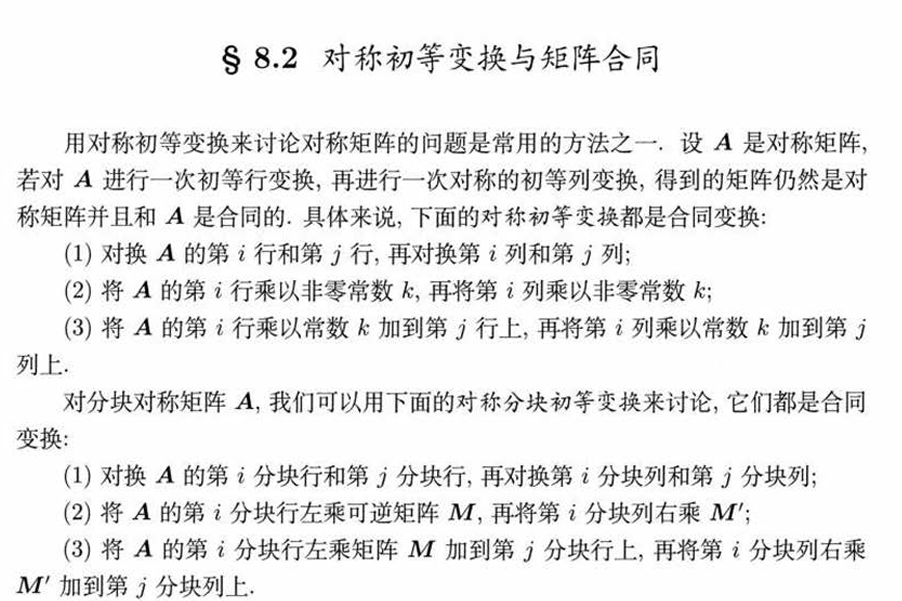 § 8.2 对称初等变换与矩阵合同
用对称初等变换来讨论对称矩阵的问题是常用的方法之一. 设 A 是对称矩阵,
若对 A 进行一次初等行变换, 再进行一次对称的初等列变换, 得到的矩阵仍然是对
称矩阵并且和 A 是合同的. 具体来说, 下面的对称初等变换都是合同变换:
(1) 对换 A 的第 i 行和第 j 行, 再对换第 i 列和第 j 列;
(2) 将 A 的第 i 行乘以非零常数 k, 再将第 i 列乘以非零常数 k;
(3) 将 A 的第 i 行乘以常数 k 加到第 j 行上, 再将第 i 列乘以常数 k 加到第 j
列上.
对分块对称矩阵 A, 我们可以用下面的对称分块初等变换来讨论, 它们都是合同
变换:
(1) 对换 A 的第 i 分块行和第 j 分块行, 再对换第 i 分块列和第 j 分块列;
(2) 将 A 的第 i 分块行左乘可逆矩阵 M, 再将第 i 分块列右乘 M′;
(3) 将 A 的第 i 分块行左乘矩阵 M 加到第 j 分块行上, 再将第 i 分块列右乘
M′ 加到第 j 分块列上.